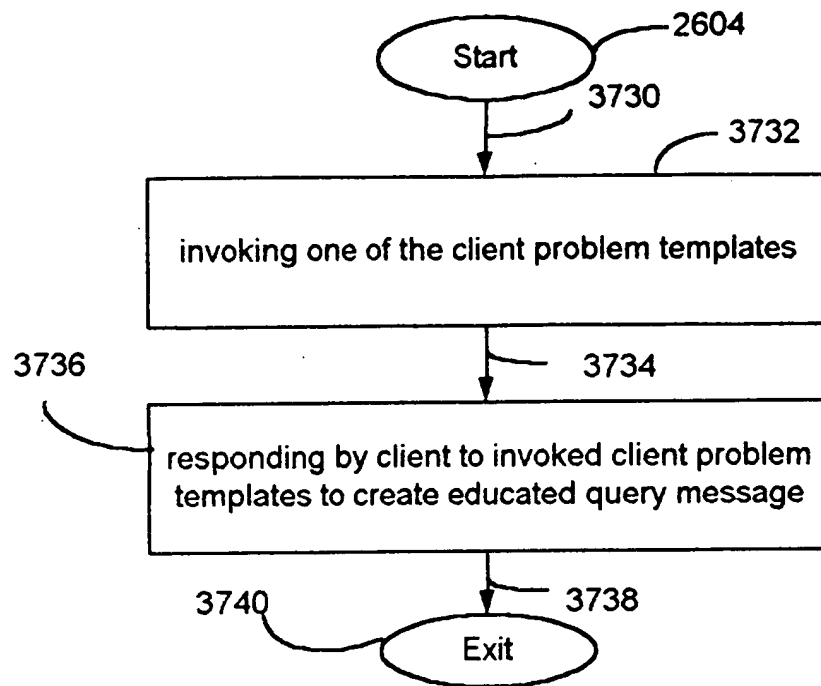 Start
2604
3730
3732
invoking one of the client problem templates
3734
3736
responding by client to invoked client problem
templates to create educated query message
3738
3740
Exit